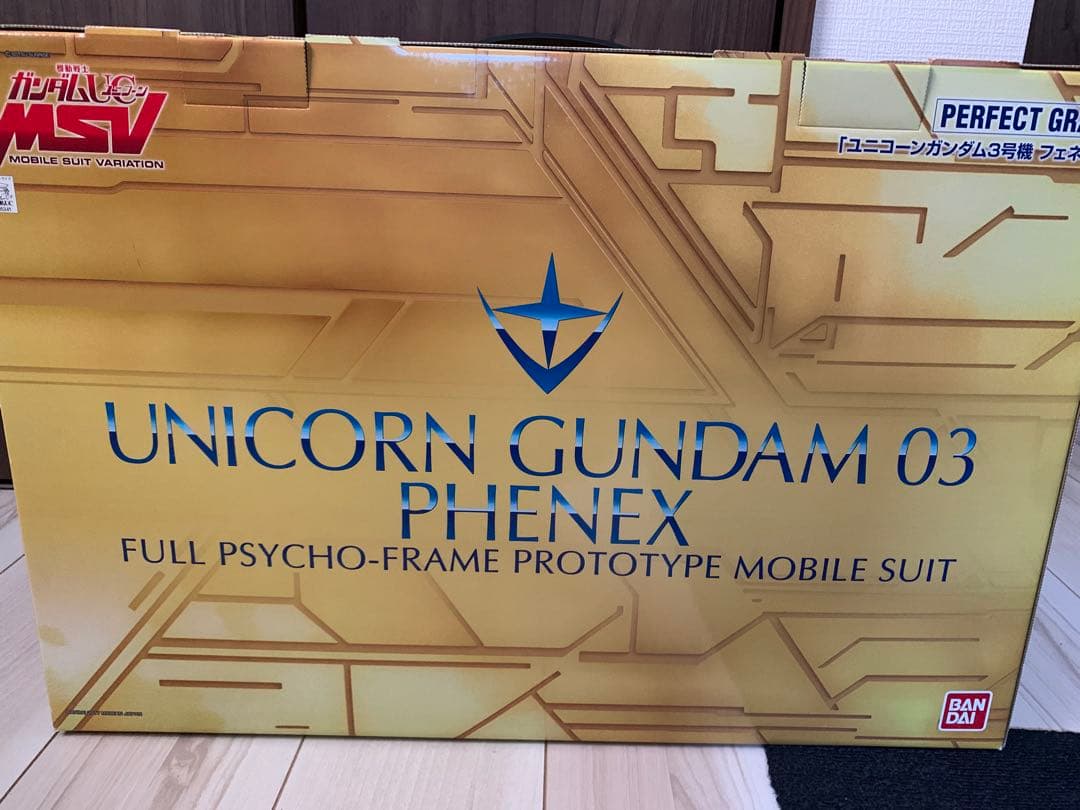 機動戦士
ガンダムUC
ユニコーン
MSV
MOBILE SUIT VARIATION
PERFECT GRA
「ユニコーンガンダム3号機 フェネ
UNICORN GUNDAM 03
PHENEX
FULL PSYCHO-FRAME PROTOTYPE MOBILE SUIT
BAN
DAI